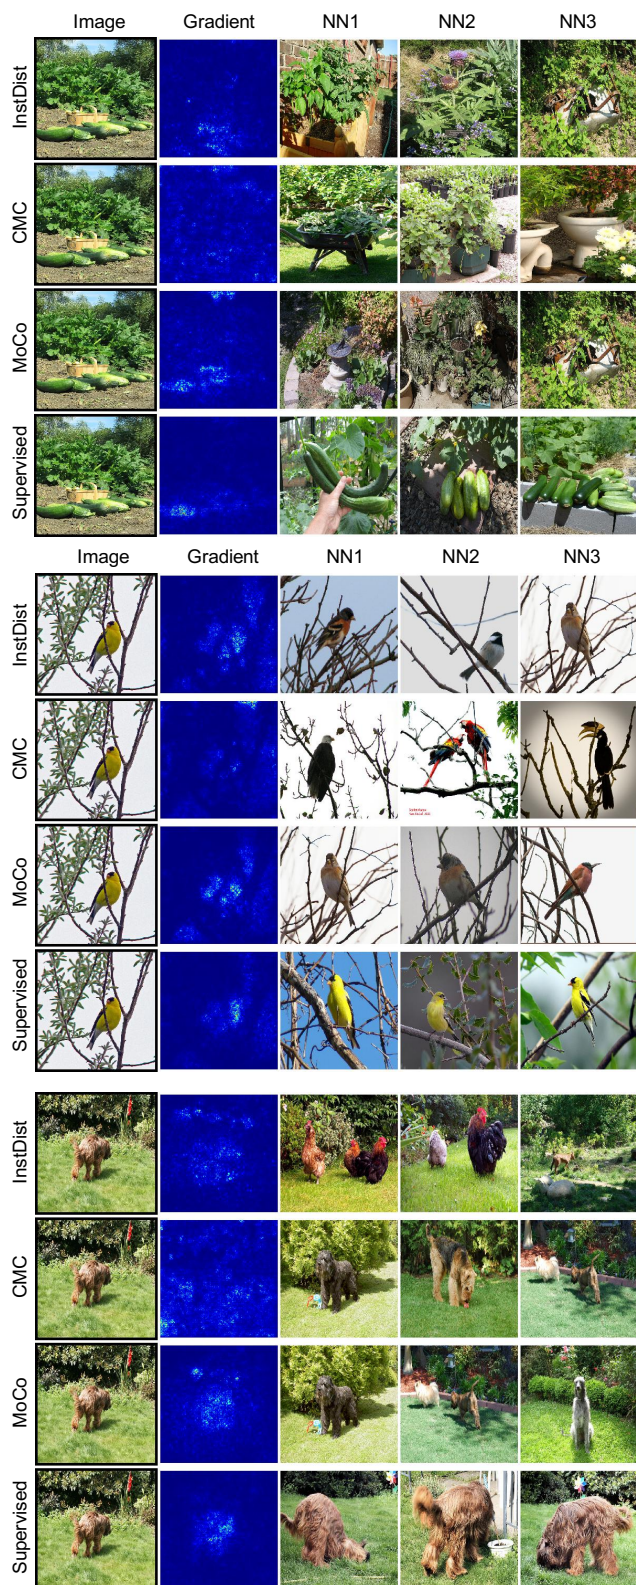 Image Gradient NN1 NN2 NN3
InstDist
CMC
MoCo
Supervised
Image Gradient NN1 NN2 NN3
InstDist
CMC
MoCo
Supervised
InstDist
CMC
MoCo
Supervised